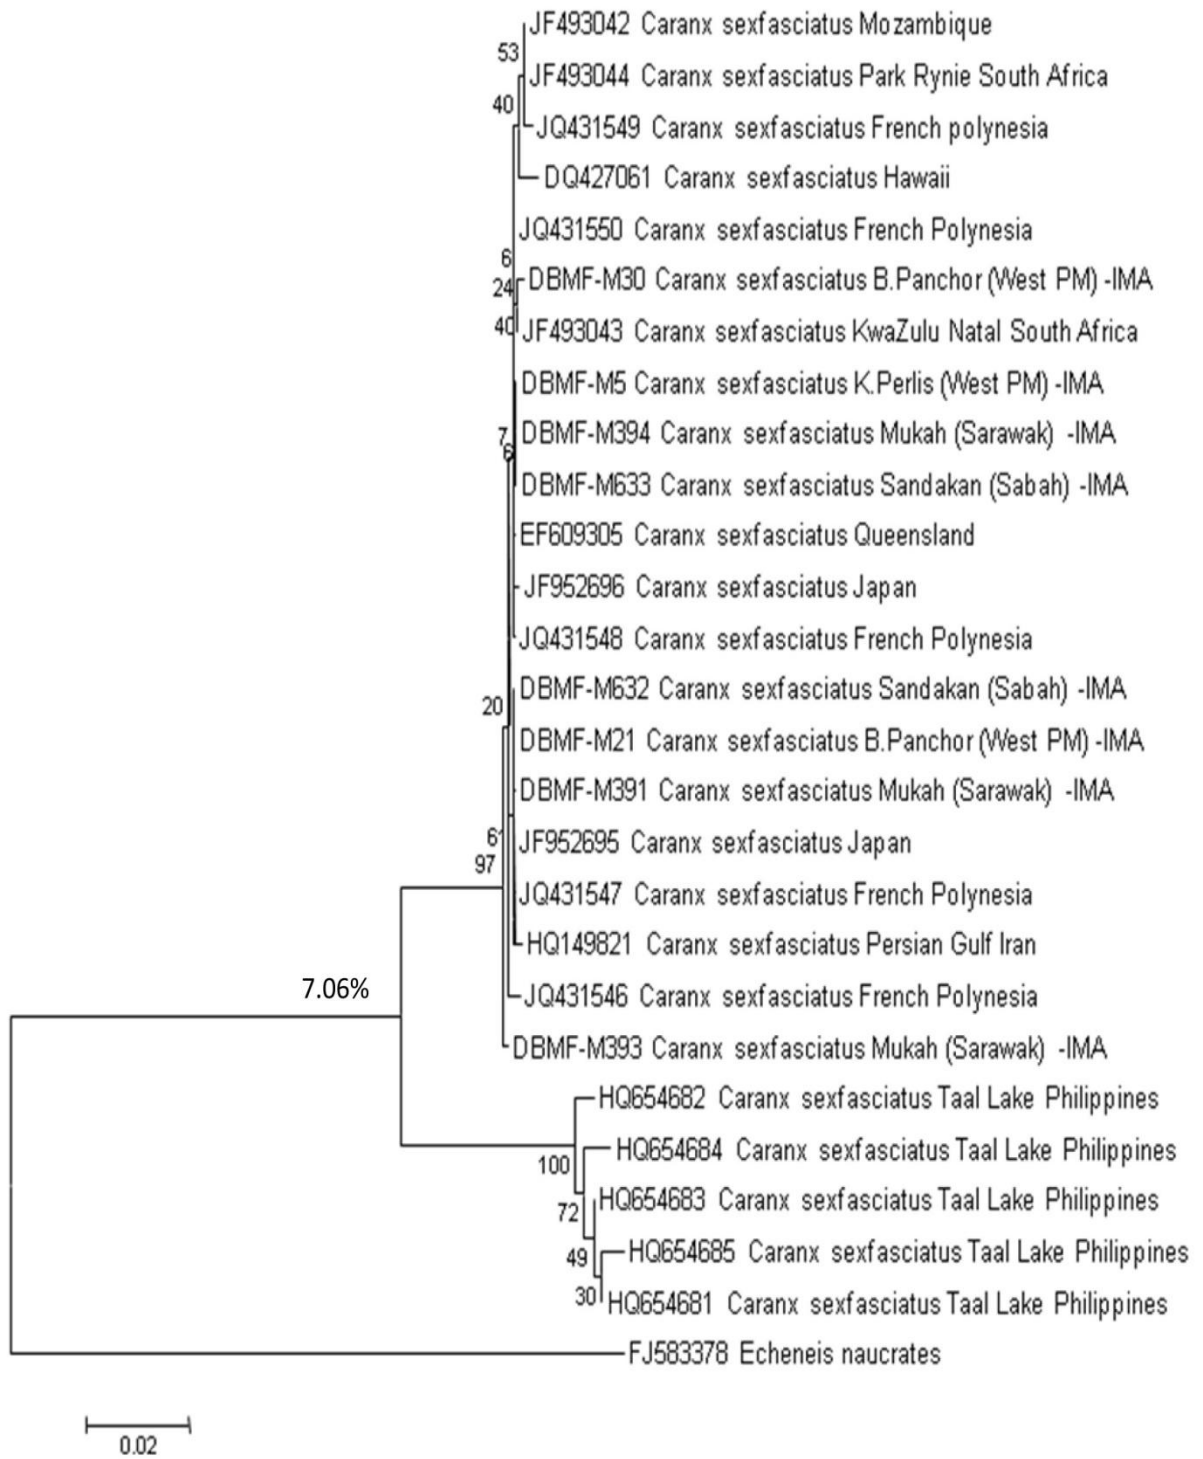 JF493042 Caranx sexfasciatus Mozambique
53
JF493044 Caranx sexfasciatus Park Rynie South Africa
40
JQ431549 Caranx sexfasciatus French polynesia
DQ427061 Caranx sexfasciatus Hawaii
JQ431550 Caranx sexfasciatus French Polynesia
6
24
DBMF-M30 Caranx sexfasciatus B.Panchor (West PM) -IMA
40
JF493043 Caranx sexfasciatus KwaZulu Natal South Africa
DBMF-M5 Caranx sexfasciatus K.Perlis (West PM) -IMA
7
DBMF-M394 Caranx sexfasciatus Mukah (Sarawak) -IMA
6
DBMF-M633 Caranx sexfasciatus Sandakan (Sabah) -IMA
EF609305 Caranx sexfasciatus Queensland
JF952696 Caranx sexfasciatus Japan
JQ431548 Caranx sexfasciatus French Polynesia
DBMF-M632 Caranx sexfasciatus Sandakan (Sabah) -IMA
20
DBMF-M21 Caranx sexfasciatus B.Panchor (West PM) -IMA
DBMF-M391 Caranx sexfasciatus Mukah (Sarawak) -IMA
JF952695 Caranx sexfasciatus Japan
97
JQ431547 Caranx sexfasciatus French Polynesia
HQ149821 Caranx sexfasciatus Persian Gulf Iran
7.06%
JQ431546 Caranx sexfasciatus French Polynesia
DBMF-M393 Caranx sexfasciatus Mukah (Sarawak) -IMA
HQ654682 Caranx sexfasciatus Taal Lake Philippines
HQ654684 Caranx sexfasciatus Taal Lake Philippines
100
HQ654683 Caranx sexfasciatus Taal Lake Philippines
72
HQ654685 Caranx sexfasciatus Taal Lake Philippines
49
30
HQ654681 Caranx sexfasciatus Taal Lake Philippines
FJ583378 Echeneis naucrates
0.02